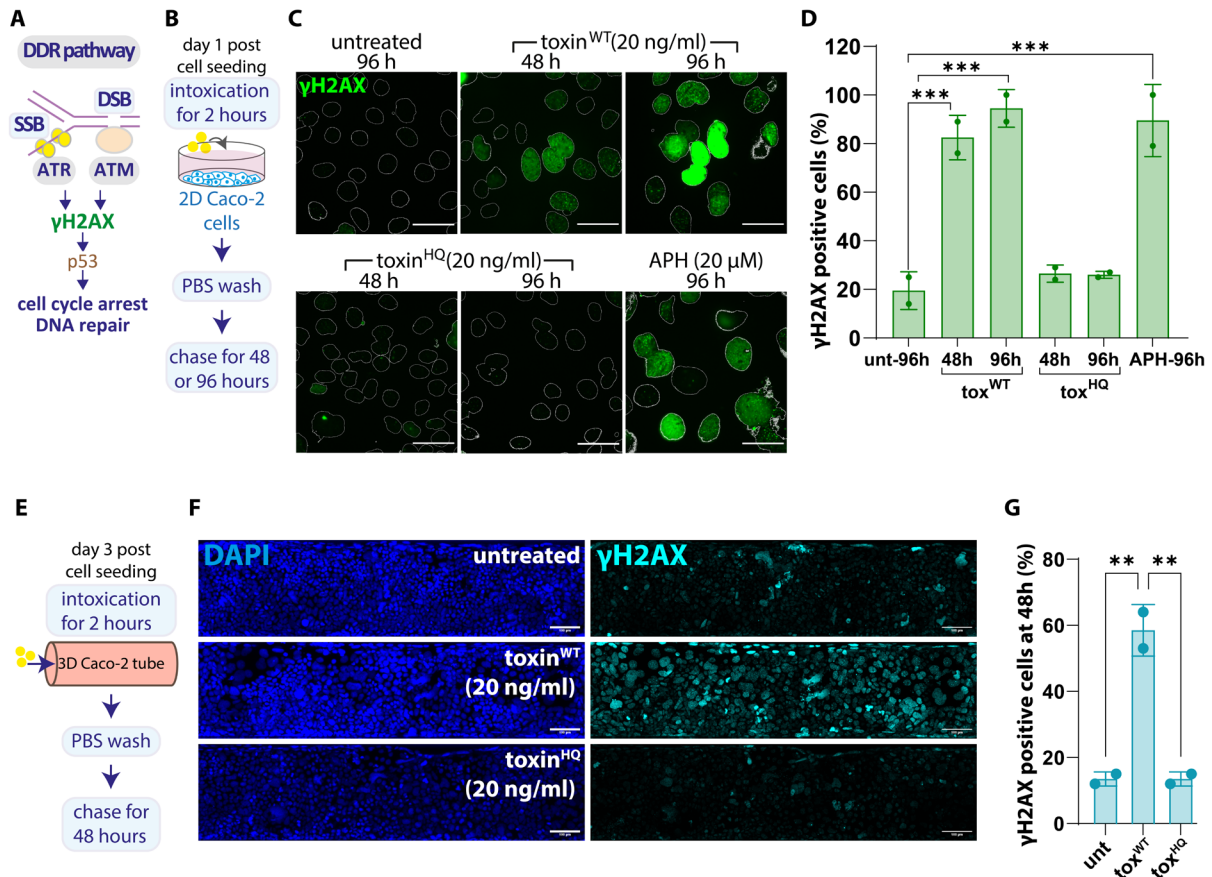 A
DDR pathway
DSB
SSB
ATR
ATM
γH2AX
p53
cell cycle arrest
DNA repair
B
day 1 post
cell seeding
intoxication
for 2 hours
2D Caco-2
cells
PBS wash
chase for 48
or 96 hours
C
untreated
96 h
toxinWT(20 ng/ml)
48 h
96 h
γH2AX
toxinHQ(20 ng/ml)
48 h
96 h
APH (20 μM)
96 h
D
γH2AX positive cells (%)
120
100
80
60
40
20
0
***
***
***
unt-96h
48h
96h
48h
96h
APH-96h
toxWT
toxHQ
E
day 3 post
cell seeding
intoxication
for 2 hours
3D Caco-2 tube
PBS wash
chase for
48 hours
F
DAPI
untreated
γH2AX
toxinWT
(20 ng/ml)
toxinHQ
(20 ng/ml)
G
γH2AX positive cells at 48h (%)
80
60
40
20
0
**
**
unt
toxWT
toxHQ